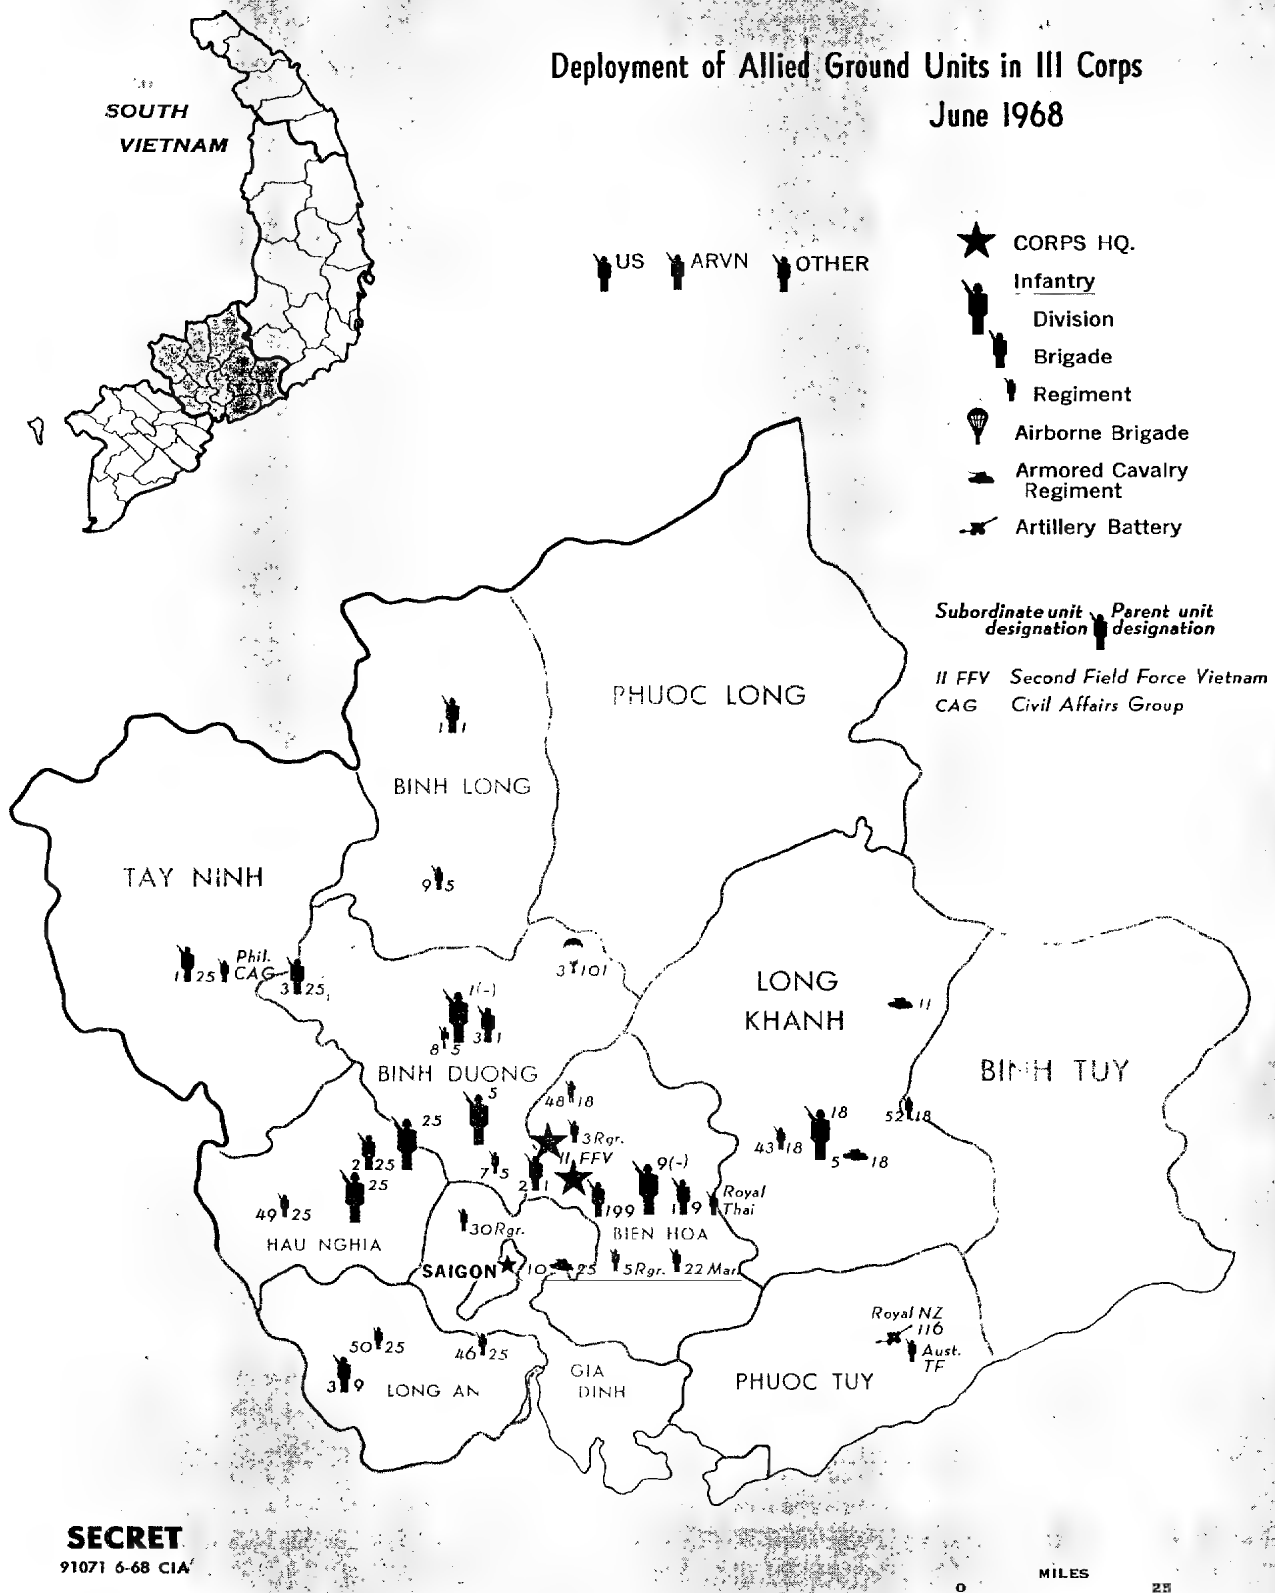 Deployment of Allied Ground Units in III Corps
June 1968
SOUTH
VIETNAM
US ARVN OTHER
CORPS HQ.
Infantry
Division
Brigade
Regiment
Airborne Brigade
Armored Cavalry
Regiment
Artillery Battery
Subordinate unit Parent unit
designation designation
II FFV Second Field Force Vietnam
CAG Civil Affairs Group
PHUOC LONG
1 1
BINH LONG
9 5
TAY NINH
1 25 Phil.
CAG
3 25
3 101
1(-)
8 5 3 1
BINH DUONG
LONG
KHANH
11
BINH TUY
5
48 18
3 Rgr.
II FFV
25
2 25
25
7 5
2 1
199
9(-)
1 9
Royal
Thai
BIEN HOA
18
43 18
5 18
52 18
49 25
HAU NGHIA
30 Rgr.
SAIGON
10 25
5 Rgr.
22 Mar.
50 25
46 25
3 9
LONG AN
GIA
DINH
PHUOC TUY
Royal NZ
116
Aust.
TF
SECRET
91071 6-68 CIA
MILES
0 25